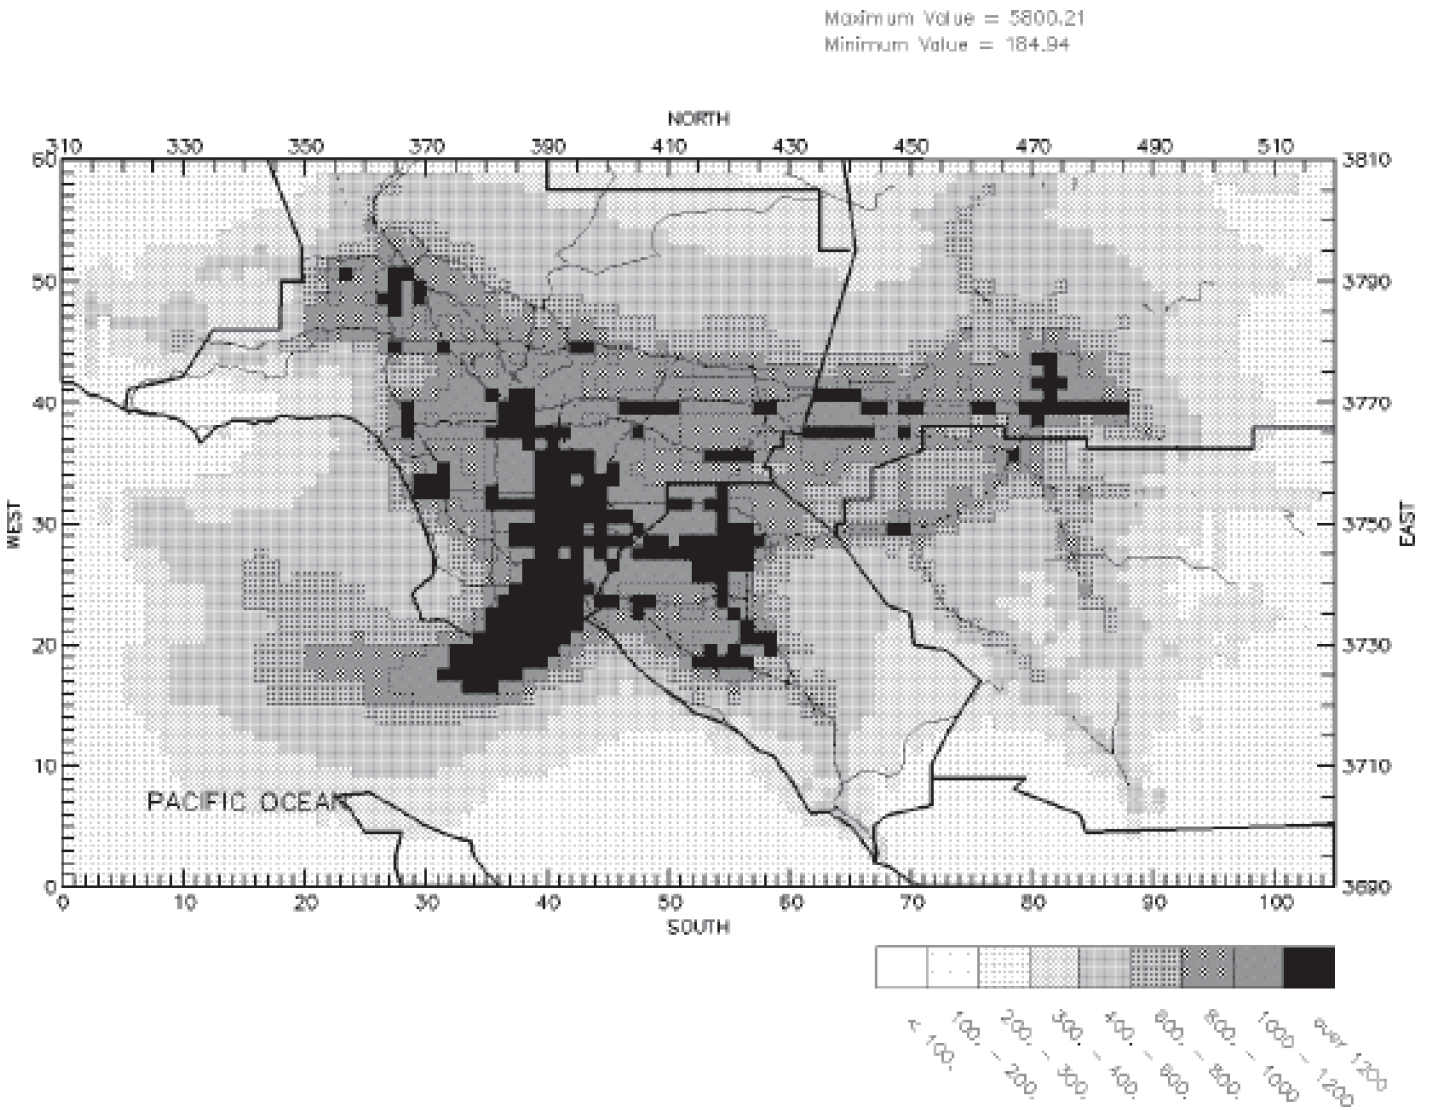 Maximum Value = 5800.21
Minimum Value = 184.94
NORTH
310 330 350 370 390 410 430 450 470 490 510
60 3810
50 3790
40 3770
WEST
30 3750
EAST
20 3730
10 3710
PACIFIC OCEAN
0 3690
0 10 20 30 40 50 60 70 80 90 100
SOUTH
< 100.
100. - 200.
200. - 300.
300. - 400.
400. - 600.
600. - 800.
800. - 1000
1000 - 1200
over 1200